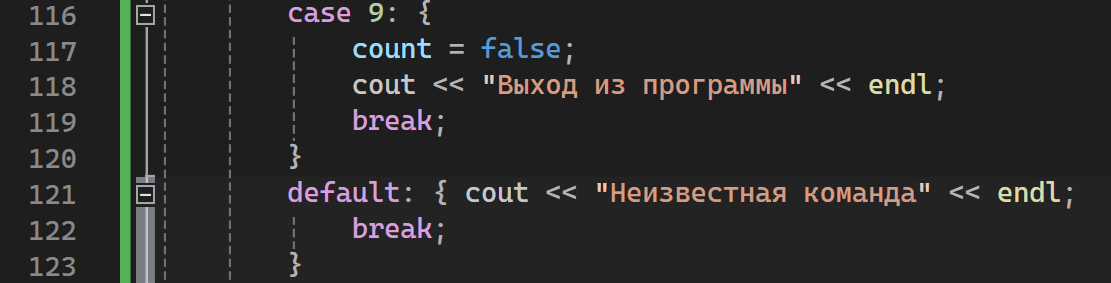 116 case 9: {
117 count = false;
118 cout << "Выход из программы" << endl;
119 break;
120 }
121 default: { cout << "Неизвестная команда" << endl;
122 break;
123 }